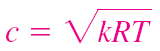 c = √kRT